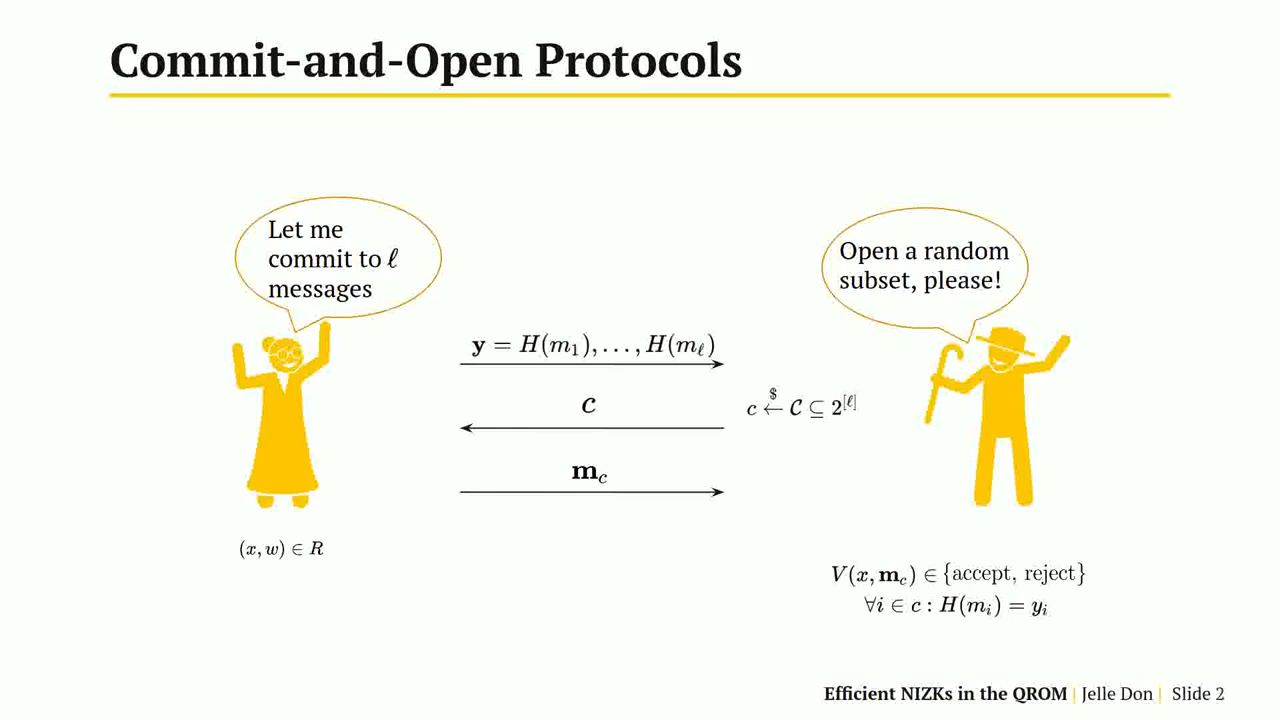 Commit-and-Open Protocols
Let me
commit to ℓ
messages
Open a random
subset, please!
y = H(m₁), . . . , H(m_ℓ)
c
c ←$ 𝒞 ⊆ 2^[ℓ]
m_c
(x, w) ∈ R
V(x, m_c) ∈ {accept, reject}
∀i ∈ c : H(m_i) = y_i
Efficient NIZKs in the QROM | Jelle Don | Slide 2